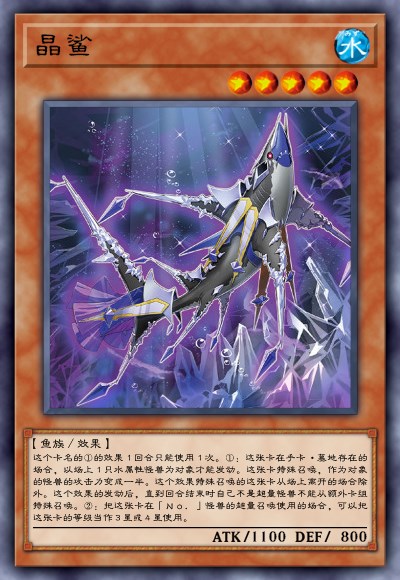 晶鲨
水
【鱼族/效果】
这个卡名的①的效果1回合只能使用1次。①：这张卡在手卡·墓地存在的
场合，以场上1只水属性怪兽为对象才能发动。这张卡特殊召唤，作为对
象的怪兽的攻击力变成一半。这个效果特殊召唤的这张卡从场上离开的场合除
外。这个效果的发动后，直到回合结束时自己不是超量怪兽不能从额外卡组
特殊召唤。②：把这张卡在「No.」怪兽的超量召唤使用的场合，可以把
这张卡的等级当作3星或4星使用。
ATK/1100 DEF/ 800